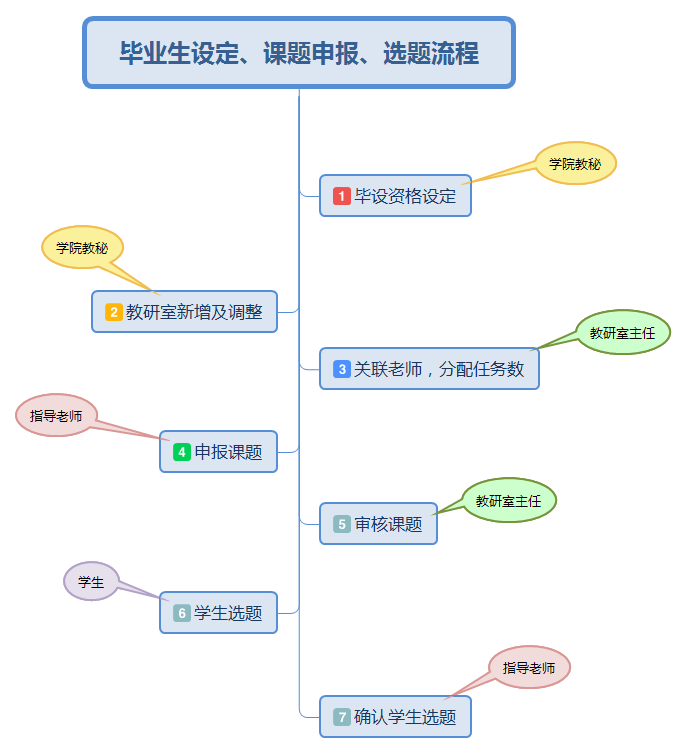 毕业生设定、课题申报、选题流程
学院教秘
1 毕设资格设定
学院教秘
2 教研室新增及调整
教研室主任
3 关联老师，分配任务数
指导老师
4 申报课题
教研室主任
5 审核课题
学生
6 学生选题
指导老师
7 确认学生选题